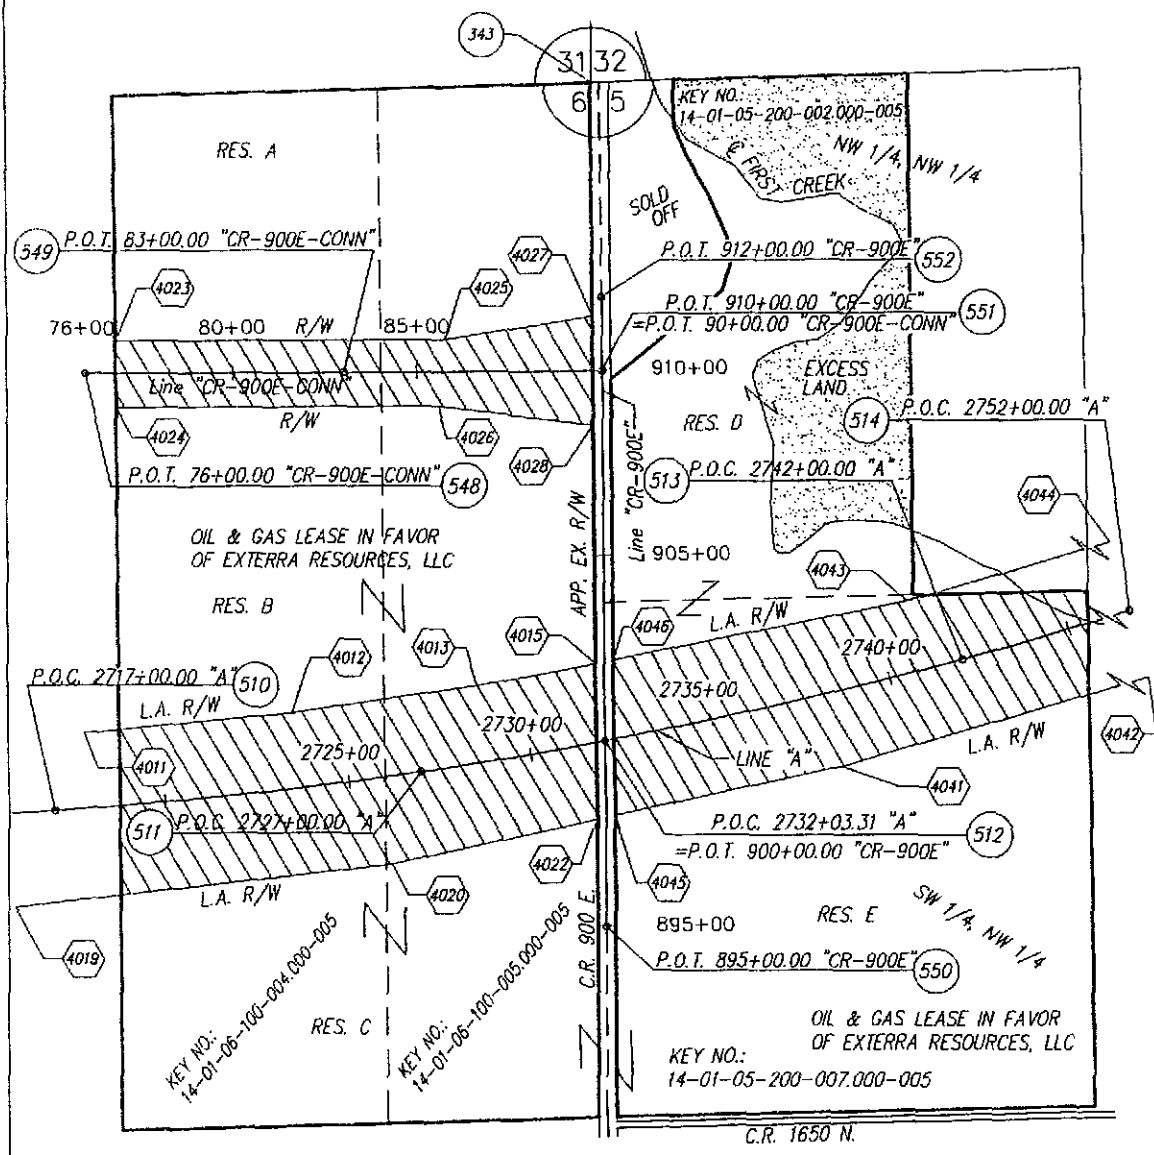 343
31 32
6 5
KEY NO.:
14-01-05-200-002.000-005
NW 1/4, NW 1/4
RES. A
℄ FIRST CREEK
SOLD
OFF
549
P.O.T. 83+00.00 "CR-900E-CONN"
4027
P.O.T. 912+00.00 "CR-900E"
552
4023
4025
P.O.T. 910+00.00 "CR-900E"
=P.O.T. 90+00.00 "CR-900E-CONN"
551
76+00
80+00
R/W
85+00
910+00
EXCESS
LAND
Line "CR-900E-CONN"
R/W
4024
4026
4028
RES. D
514
P.O.C. 2752+00.00 "A"
P.O.T. 76+00.00 "CR-900E-CONN"
548
Line "CR-900E"
513
P.O.C. 2742+00.00 "A"
4044
OIL & GAS LEASE IN FAVOR
OF EXTERRA RESOURCES, LLC
APP. EX. R/W
905+00
4043
RES. B
L.A. R/W
4015
4046
4012
4013
2740+00
P.O.C. 2717+00.00 "A"
510
2735+00
L.A. R/W
2730+00
2725+00
LINE "A"
L.A. R/W
4042
4011
4041
511
P.O.C. 2727+00.00 "A"
P.O.C. 2732+03.31 "A"
=P.O.T. 900+00.00 "CR-900E"
512
4022
4045
L.A. R/W
4020
C.R. 900 E.
895+00
RES. E
SW 1/4, NW 1/4
4019
P.O.T. 895+00.00 "CR-900E"
550
KEY NO.:
14-01-06-100-004.000-005
RES. C
KEY NO.:
14-01-06-100-005.000-005
OIL & GAS LEASE IN FAVOR
OF EXTERRA RESOURCES, LLC
KEY NO.:
14-01-05-200-007.000-005
C.R. 1650 N.